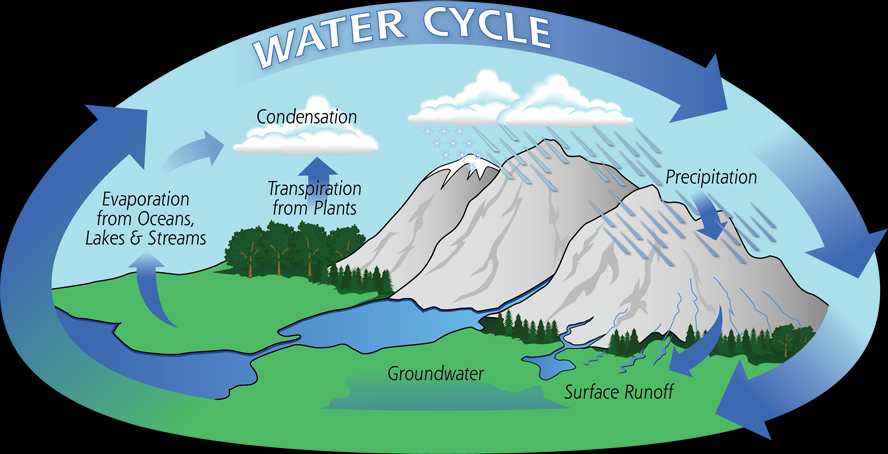 WATER CYCLE
Condensation
Precipitation
Transpiration
from Plants
Evaporation
from Oceans,
Lakes & Streams
Groundwater
Surface Runoff